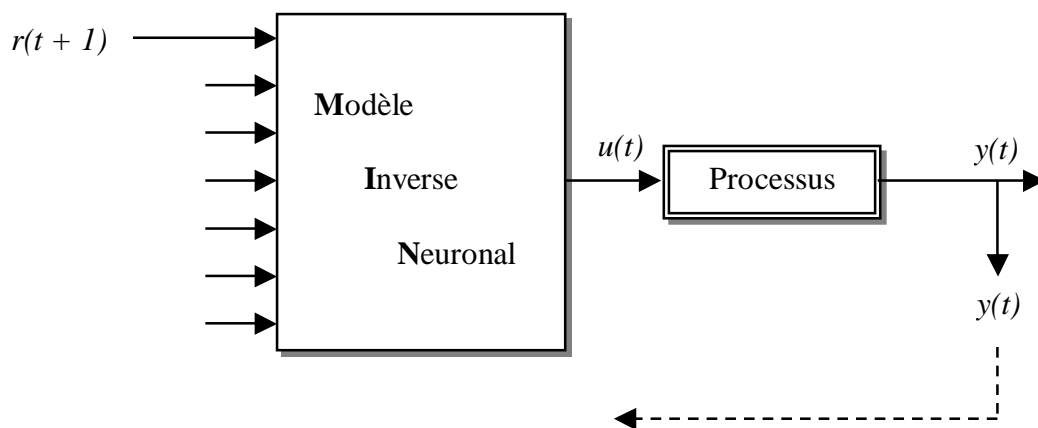 r(t + 1)
Modèle
Inverse
Neuronal
u(t)
Processus
y(t)
y(t)